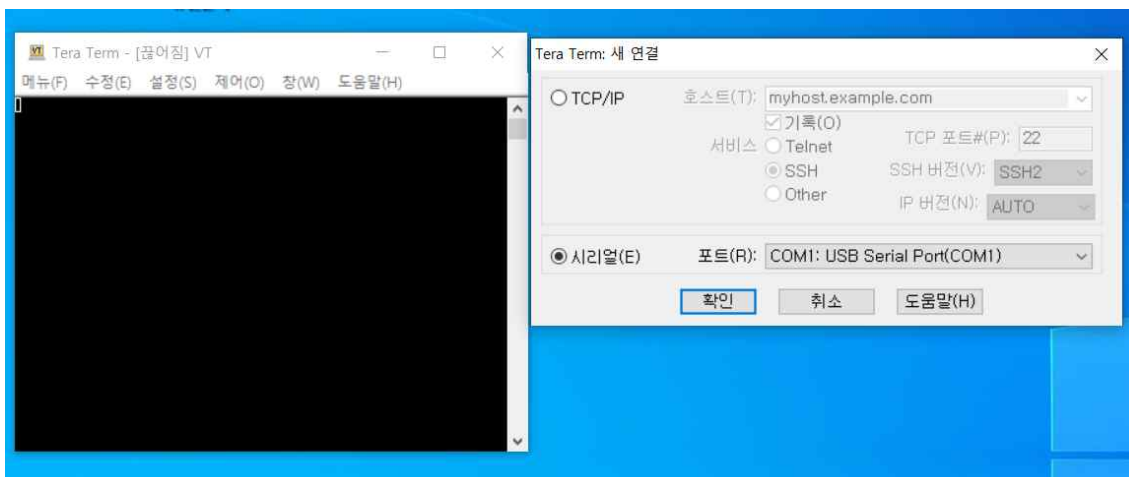 Tera Term - [끊어짐] VT
메뉴(F) 수정(E) 설정(S) 제어(O) 창(W) 도움말(H)
Tera Term: 새 연결
TCP/IP
호스트(T): myhost.example.com
기록(O)
서비스
Telnet
TCP 포트#(P): 22
SSH
SSH 버전(V): SSH2
Other
IP 버전(N): AUTO
시리얼(E)
포트(R): COM1: USB Serial Port(COM1)
확인 취소 도움말(H)